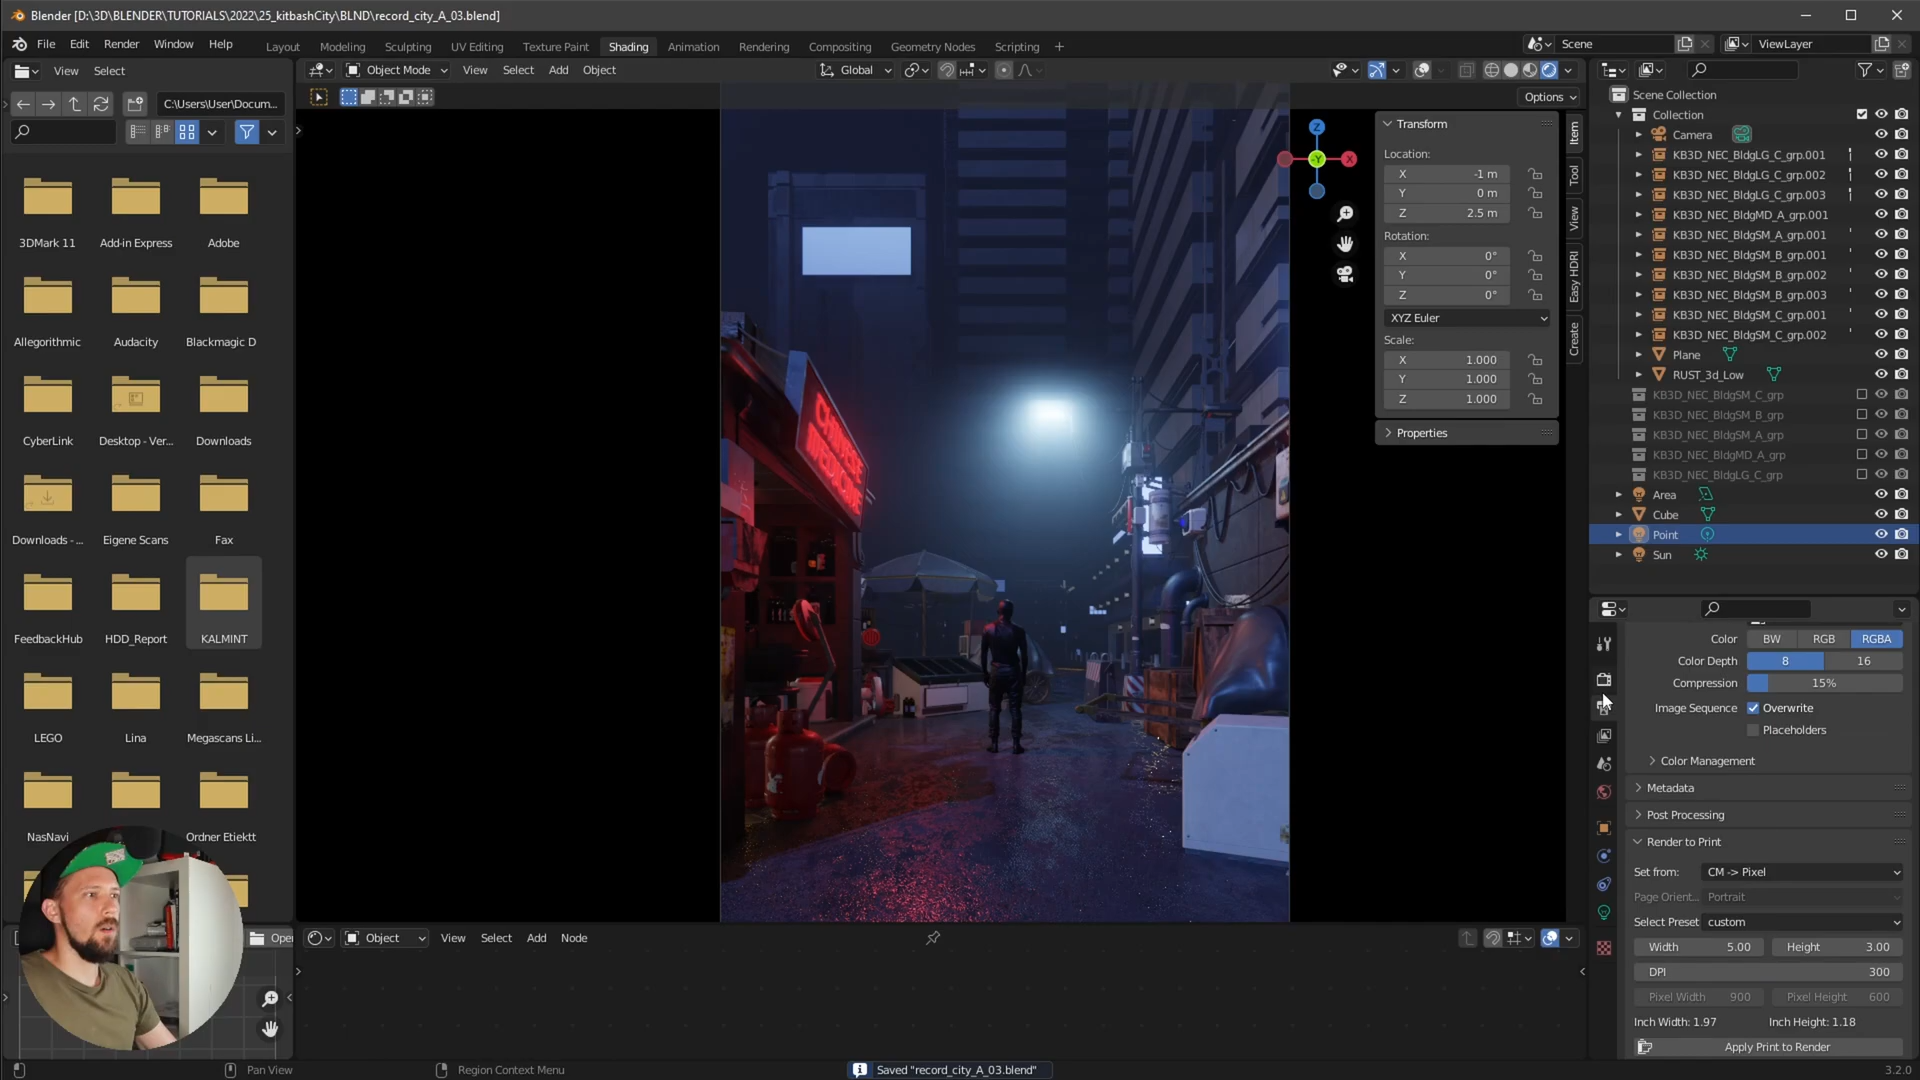 Blender [D:\3D\BLENDER\TUTORIALS\2022\25_kitbashCity\BLND\record_city_A_03.blend]
File Edit Render Window Help
Layout Modeling Sculpting UV Editing Texture Paint Shading Animation Rendering Compositing Geometry Nodes Scripting +
Scene ViewLayer
View Select
Object Mode View Select Add Object Global
C:\Users\User\Docum...
Options
3DMark 11 Add-in Express Adobe
Allegorithmic Audacity Blackmagic D
CyberLink Desktop - Ver... Downloads
Downloads - ... Eigene Scans Fax
FeedbackHub HDD_Report KALMINT
LEGO Lina Megascans Li...
NasNavi Ordner Etiektt
CHINESE
MEDICINE
Z
-Y X
Transform
Location:
X -1 m
Y 0 m
Z 2.5 m
Rotation:
X 0°
Y 0°
Z 0°
XYZ Euler
Scale:
X 1.000
Y 1.000
Z 1.000
Properties
Item
Tool
View
Easy HDRI
Create
Scene Collection
Collection
Camera
KB3D_NEC_BldgLG_C_grp.001
KB3D_NEC_BldgLG_C_grp.002
KB3D_NEC_BldgLG_C_grp.003
KB3D_NEC_BldgMD_A_grp.001
KB3D_NEC_BldgSM_A_grp.001
KB3D_NEC_BldgSM_B_grp.001
KB3D_NEC_BldgSM_B_grp.002
KB3D_NEC_BldgSM_B_grp.003
KB3D_NEC_BldgSM_C_grp.001
KB3D_NEC_BldgSM_C_grp.002
Plane
RUST_3d_Low
KB3D_NEC_BldgSM_C_grp
KB3D_NEC_BldgSM_B_grp
KB3D_NEC_BldgSM_A_grp
KB3D_NEC_BldgMD_A_grp
KB3D_NEC_BldgLG_C_grp
Area
Cube
Point
Sun
Color BW RGB RGBA
Color Depth 8 16
Compression 15%
Image Sequence Overwrite
Placeholders
Color Management
Metadata
Post Processing
Render to Print
Set from: CM -> Pixel
Page Orient... Portrait
Select Preset custom
Width 5.00 Height 3.00
DPI 300
Pixel Width 900 Pixel Height 600
Inch Width: 1.97 Inch Height: 1.18
Apply Print to Render
Open
Object View Select Add Node
Pan View Region Context Menu Saved "record_city_A_03.blend" 3.2.0